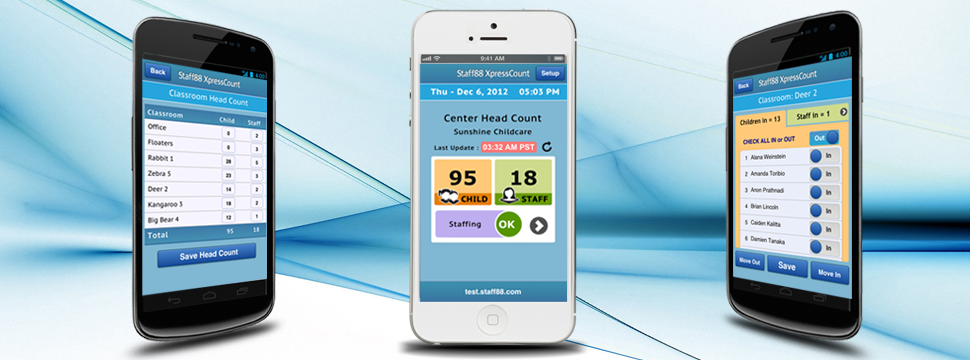 4:00
Back
Staff88 XpressCount
Classroom Head Count
Classroom Child Staff
Office 0 2
Floaters 6 3
Rabbit 1 28 5
Zebra 5 23 3
Deer 2 14 2
Kangaroo 3 18 2
Big Bear 4 12 1
Total 95 18
Save Head Count
9:41 AM
Staff88 XpressCount Setup
Thu - Dec 6, 2012 05:03 PM
Center Head Count
Sunshine Childcare
Last Update : 03:32 AM PST
95 18
CHILD STAFF
Staffing OK
test.staff88.com
4:00
Back Staff88 XpressCount
Classroom: Deer 2
Children In = 13 Staff In = 1
CHECK ALL IN or OUT Out
1 Alana Weinstein In
2 Amanda Toribio In
3 Aron Prathnadi In
4 Brian Lincoln In
5 Caiden Kalitta In
6 Damien Tanaka In
Move Out Save Move In